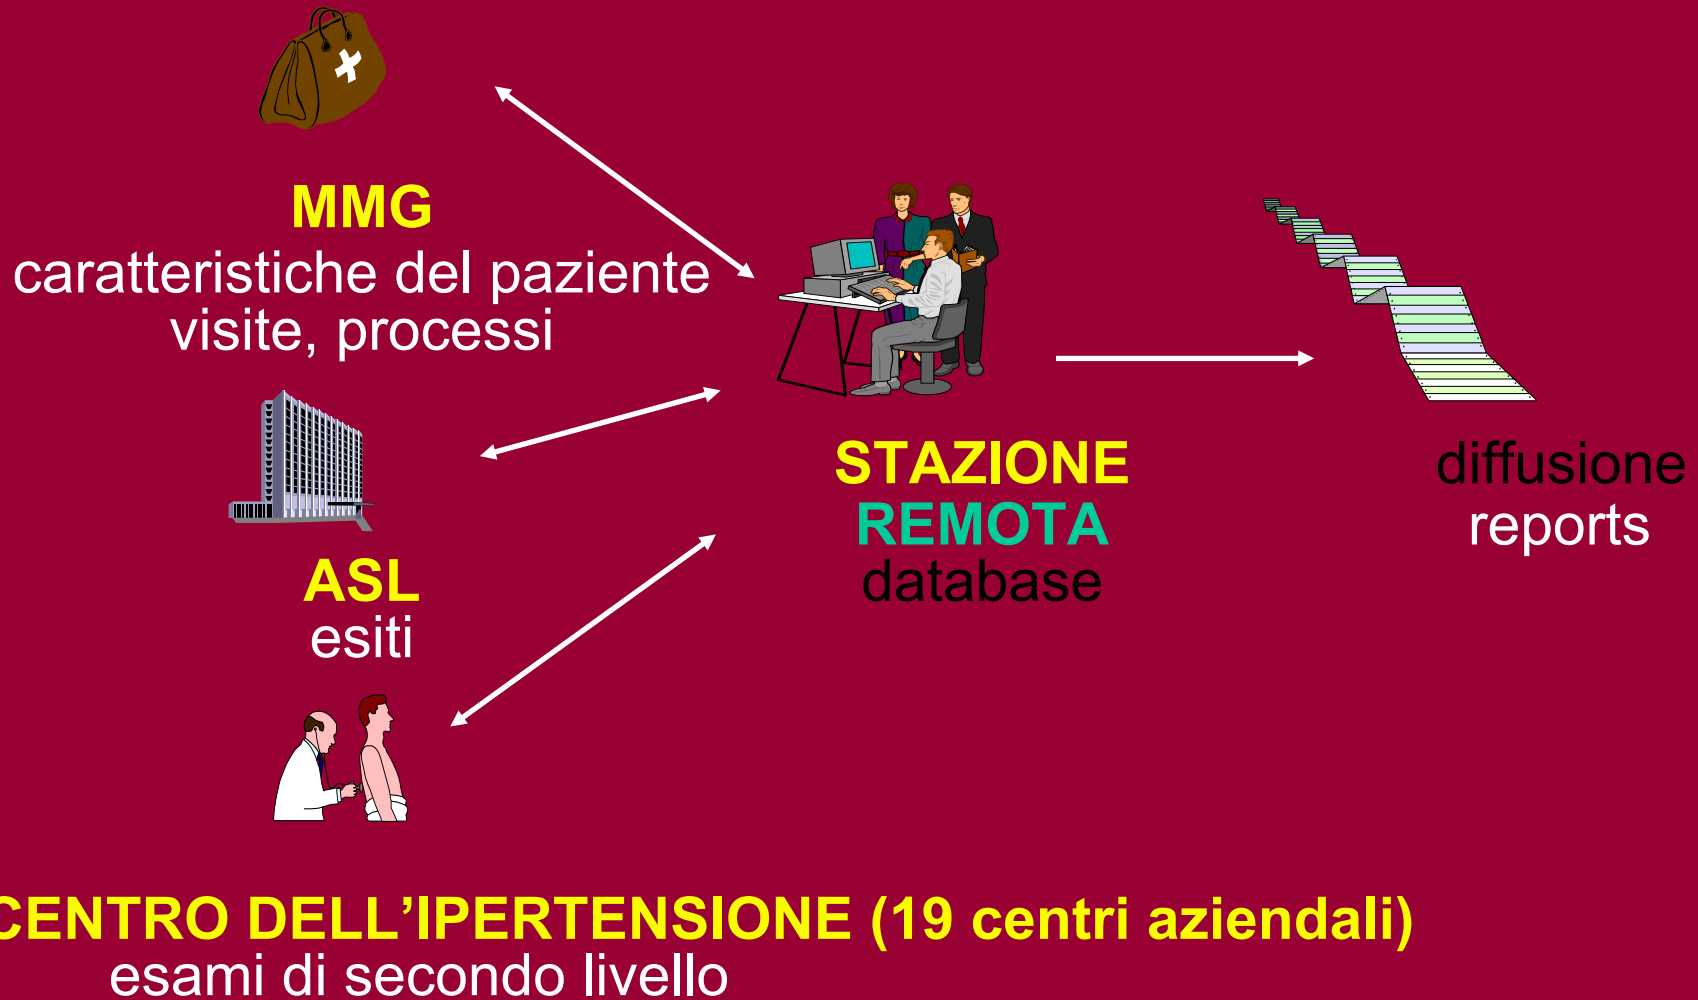 MMG
caratteristiche del paziente
visite, processi
ASL
esiti
STAZIONE
REMOTA
database
diffusione
reports
CENTRO DELL’IPERTENSIONE (19 centri aziendali)
esami di secondo livello